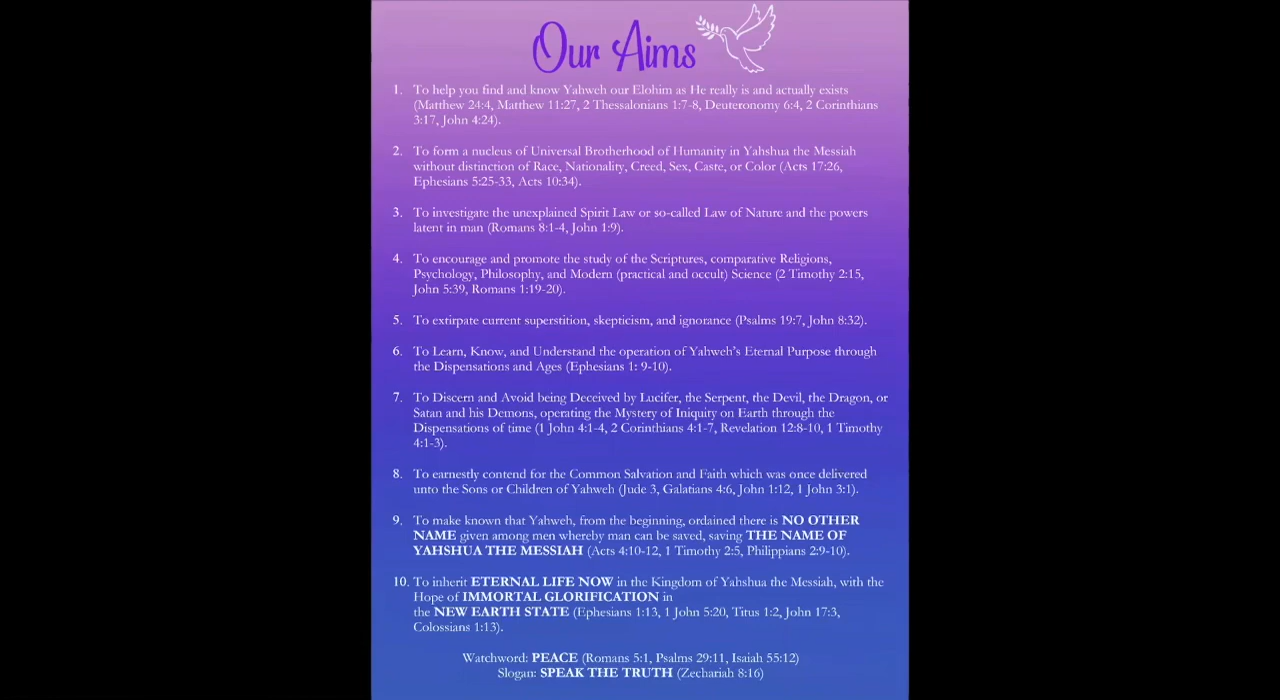 Our Aims
1. To help you find and know Yahweh our Elohim as He really is and actually exists
(Matthew 24:4, Matthew 11:27, 2 Thessalonians 1:7-8, Deuteronomy 6:4, 2 Corinthians
3:17, John 4:24).
2. To form a nucleus of Universal Brotherhood of Humanity in Yahshua the Messiah
without distinction of Race, Nationality, Creed, Sex, Caste, or Color (Acts 17:26,
Ephesians 5:25-33, Acts 10:34).
3. To investigate the unexplained Spirit Law or so-called Law of Nature and the powers
latent in man (Romans 8:1-4, John 1:9).
4. To encourage and promote the study of the Scriptures, comparative Religions,
Psychology, Philosophy, and Modern (practical and occult) Science (2 Timothy 2:15,
John 5:39, Romans 1:19-20).
5. To extirpate current superstition, skepticism, and ignorance (Psalms 19:7, John 8:32).
6. To Learn, Know, and Understand the operation of Yahweh's Eternal Purpose through
the Dispensations and Ages (Ephesians 1: 9-10).
7. To Discern and Avoid being Deceived by Lucifer, the Serpent, the Devil, the Dragon, or
Satan and his Demons, operating the Mystery of Iniquity on Earth through the
Dispensations of time (1 John 4:1-4, 2 Corinthians 4:1-7, Revelation 12:8-10, 1 Timothy
4:1-3).
8. To earnestly contend for the Common Salvation and Faith which was once delivered
unto the Sons or Children of Yahweh (Jude 3, Galatians 4:6, John 1:12, 1 John 3:1).
9. To make known that Yahweh, from the beginning, ordained there is NO OTHER
NAME given among men whereby man can be saved, saving THE NAME OF
YAHSHUA THE MESSIAH (Acts 4:10-12, 1 Timothy 2:5, Philippians 2:9-10).
10. To inherit ETERNAL LIFE NOW in the Kingdom of Yahshua the Messiah, with the
Hope of IMMORTAL GLORIFICATION in
the NEW EARTH STATE (Ephesians 1:13, 1 John 5:20, Titus 1:2, John 17:3,
Colossians 1:13).
Watchword: PEACE (Romans 5:1, Psalms 29:11, Isaiah 55:12)
Slogan: SPEAK THE TRUTH (Zechariah 8:16)